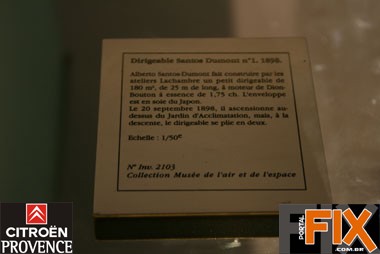 Dirigeable Santos Dumont n°1. 1898.
Alberto Santos-Dumont fait construire par les
ateliers Lachambre un petit dirigeable de
180 m³, de 25 m de long, à moteur de Dion-
Bouton à essence de 1,75 ch. L'enveloppe
est en soie du Japon.
Le 20 septembre 1898, il ascensionne au-
dessus du Jardin d'Acclimatation, mais, à la
descente, le dirigeable se plie en deux.
Echelle : 1/50e
N° Inv. 2103
Collection Musée de l'air et de l'espace
CITROËN
PROVENCE
PORTAL
FIX
.COM.BR